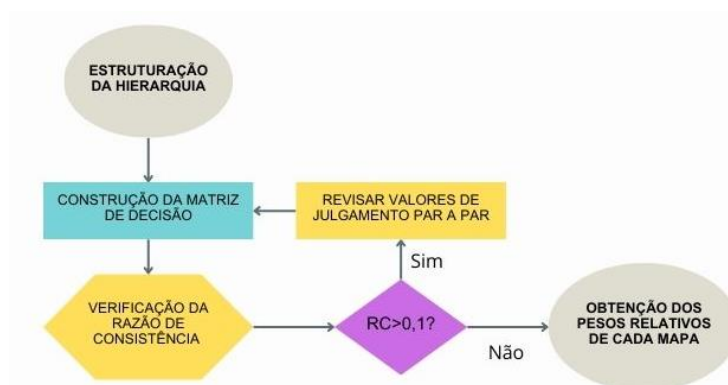 ESTRUTURAÇÃO
DA HIERARQUIA
CONSTRUÇÃO DA MATRIZ
DE DECISÃO
REVISAR VALORES DE
JULGAMENTO PAR A PAR
Sim
VERIFICAÇÃO DA
RAZÃO DE
CONSISTÊNCIA
RC>0,1?
Não
OBTENÇÃO DOS
PESOS RELATIVOS
DE CADA MAPA